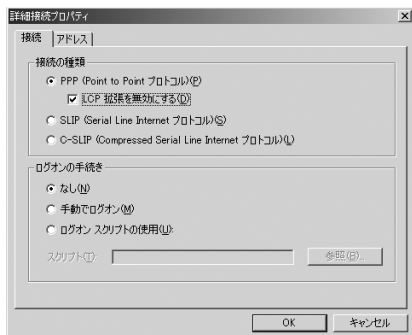 詳細接続プロパティ
接続 アドレス
接続の種類
PPP (Point to Point プロトコル)(P)
LCP 拡張を無効にする(D)
SLIP (Serial Line Internet プロトコル)(S)
C-SLIP (Compressed Serial Line Internet プロトコル)(L)
ログオンの手続き
なし(N)
手動でログオン(M)
ログオン スクリプトの使用(U):
スクリプト(T):
参照(B)...
OK キャンセル